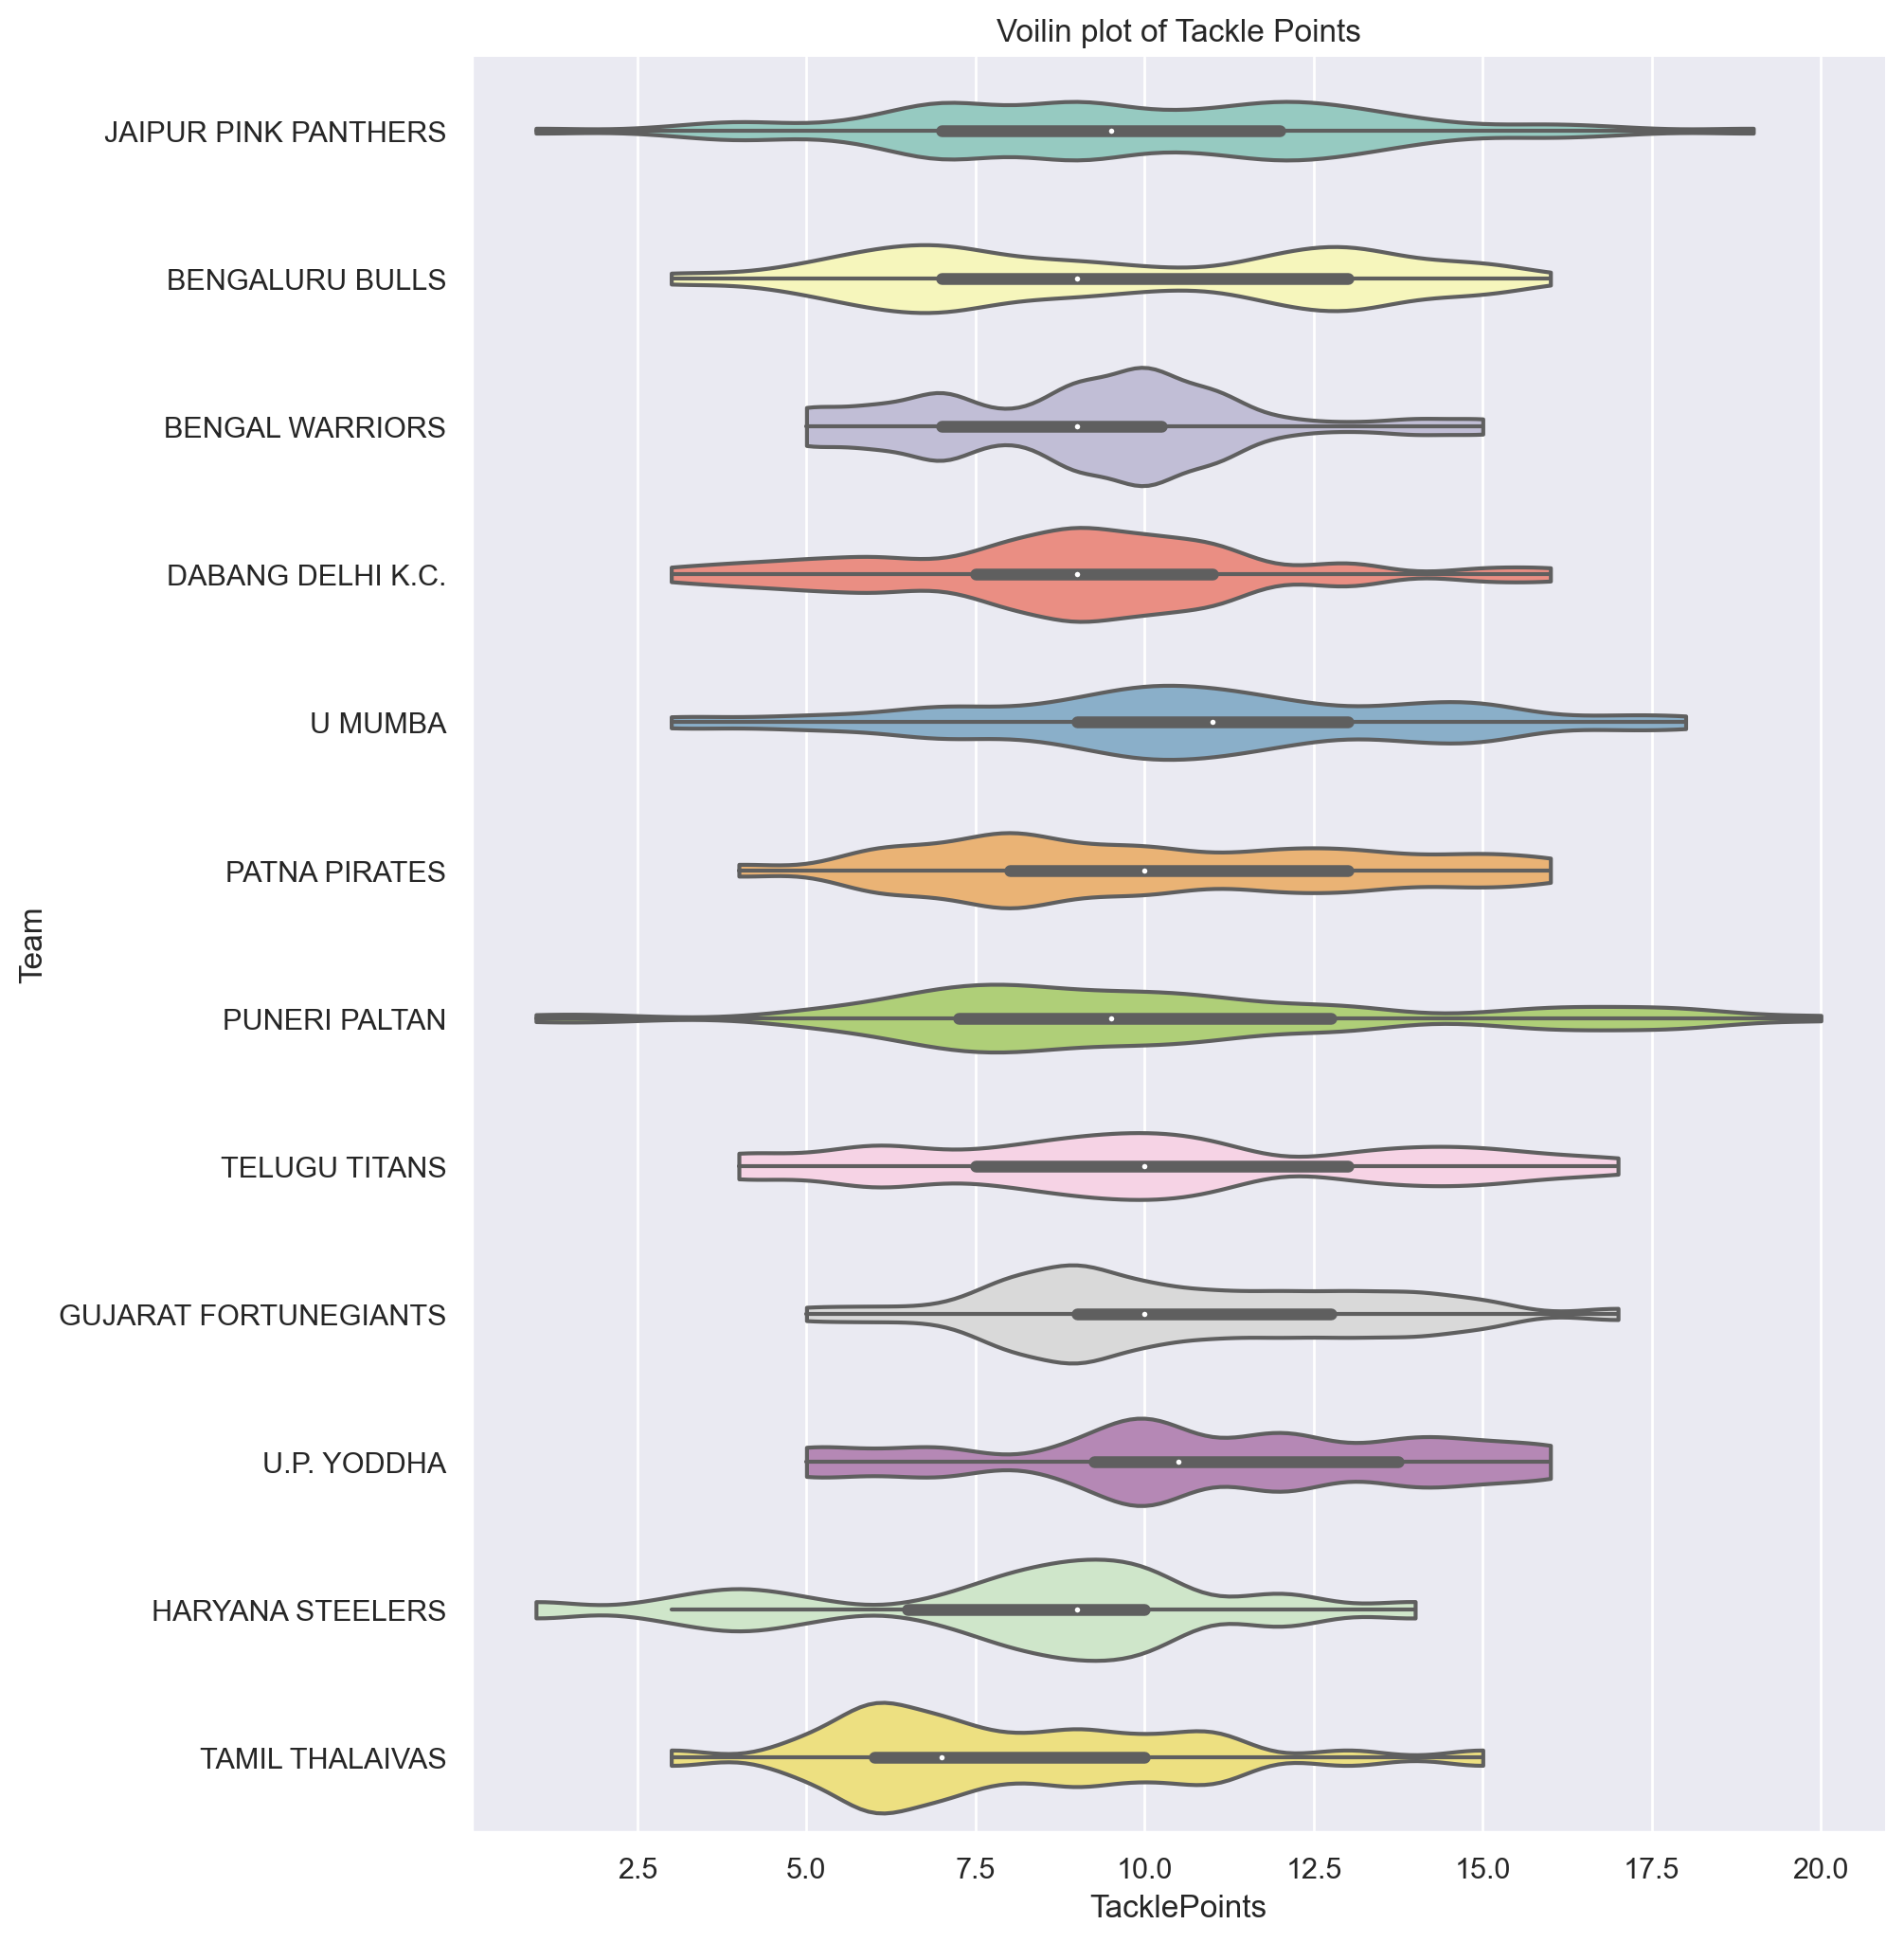 Voilin plot of Tackle Points
JAIPUR PINK PANTHERS
BENGALURU BULLS
BENGAL WARRIORS
DABANG DELHI K.C.
U MUMBA
PATNA PIRATES
PUNERI PALTAN
TELUGU TITANS
GUJARAT FORTUNEGIANTS
U.P. YODDHA
HARYANA STEELERS
TAMIL THALAIVAS
Team
2.5 5.0 7.5 10.0 12.5 15.0 17.5 20.0
TacklePoints